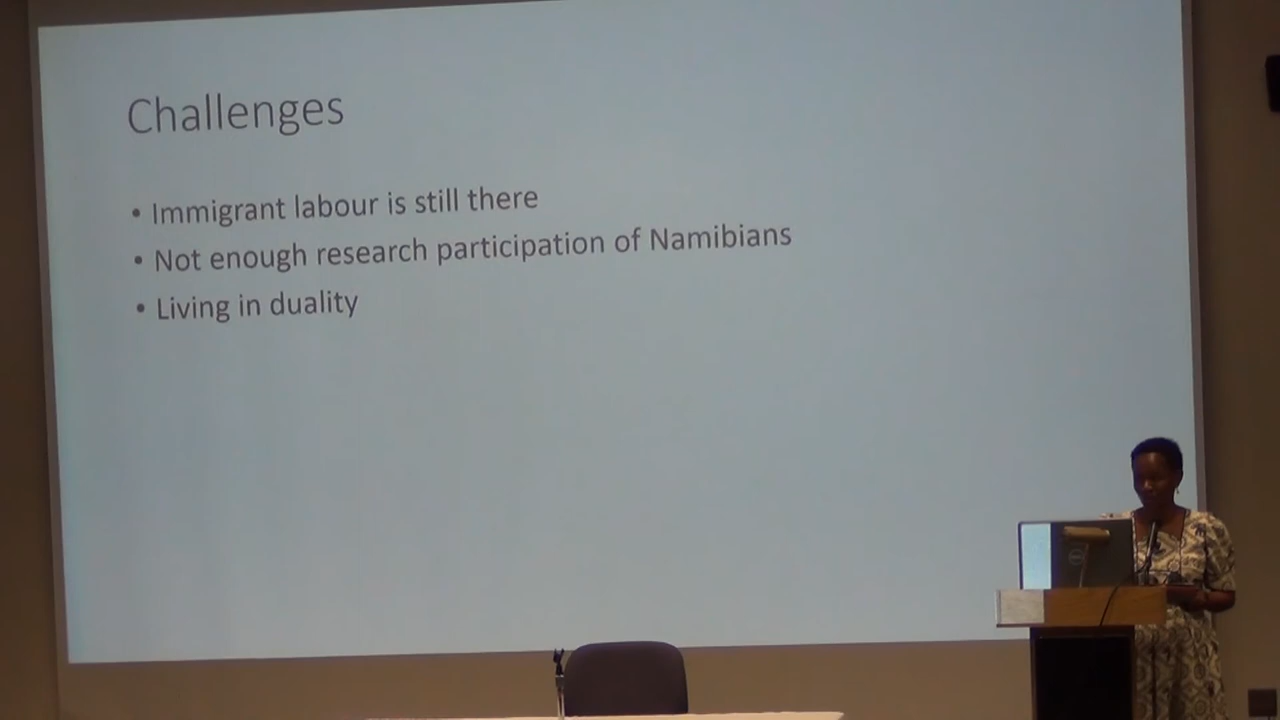 Challenges
• Immigrant labour is still there
• Not enough research participation of Namibians
• Living in duality